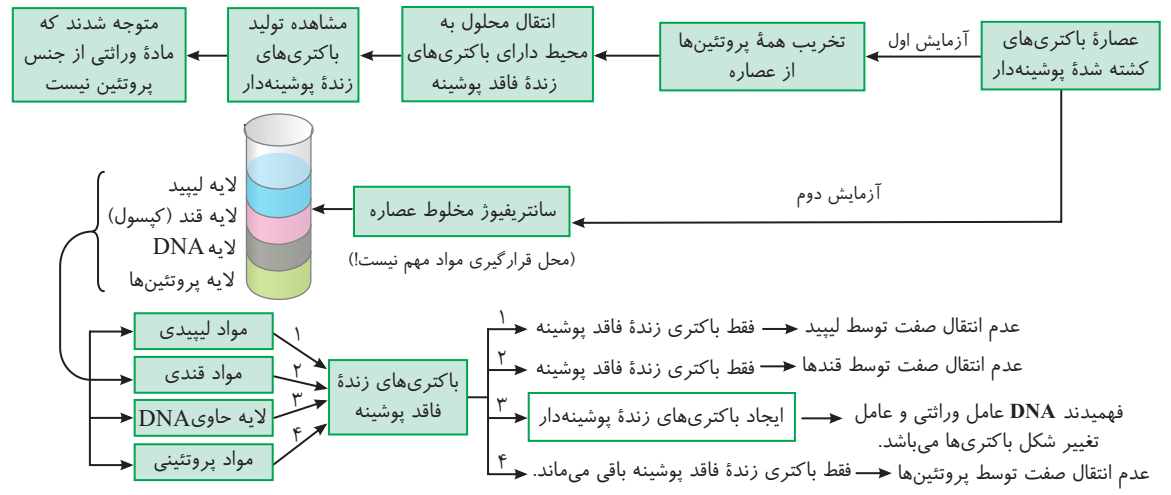 عصارهٔ باکتری‌های
کشته شدهٔ پوشینه‌دار
آزمایش اول
تخریب همهٔ پروتئین‌ها
از عصاره
انتقال محلول به
محیط دارای باکتری‌های
زندهٔ فاقد پوشینه
مشاهده تولید
باکتری‌های
زندهٔ پوشینه‌دار
متوجه شدند که
مادهٔ وراثتی از جنس
پروتئین نیست
آزمایش دوم
سانتریفیوژ مخلوط عصاره
(محل قرارگیری مواد مهم نیست!)
لایه لیپید
لایه قند (کپسول)
لایه DNA
لایه پروتئین‌ها
مواد لیپیدی
مواد قندی
لایه حاوی DNA
مواد پروتئینی
۱
۲
۳
۴
باکتری‌های زندهٔ
فاقد پوشینه
۱ فقط باکتری زندهٔ فاقد پوشینه عدم انتقال صفت توسط لیپید
۲ فقط باکتری زندهٔ فاقد پوشینه عدم انتقال صفت توسط قندها
۳ ایجاد باکتری‌های زندهٔ پوشینه‌دار فهمیدند DNA عامل وراثتی و عامل
تغییر شکل باکتری‌ها می‌باشد.
۴ فقط باکتری زندهٔ فاقد پوشینه باقی می‌ماند. عدم انتقال صفت توسط پروتئین‌ها